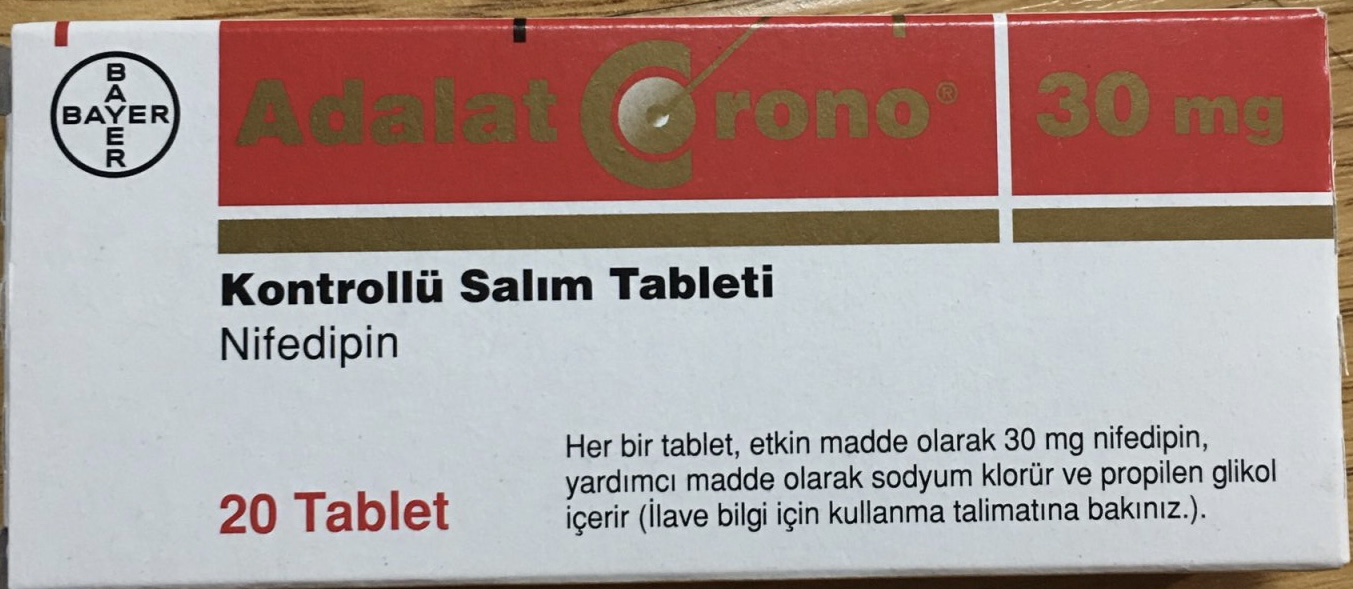 BAYER
BAYER
Adalat Crono® 30 mg
Kontrollü Salım Tableti
Nifedipin
Her bir tablet, etkin madde olarak 30 mg nifedipin,
yardımcı madde olarak sodyum klorür ve propilen glikol
içerir (İlave bilgi için kullanma talimatına bakınız.).
20 Tablet